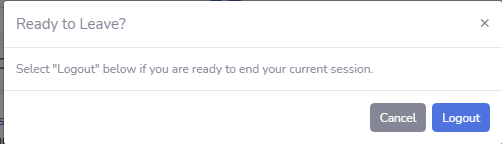 Ready to Leave?
×
Select "Logout" below if you are ready to end your current session.
Cancel Logout